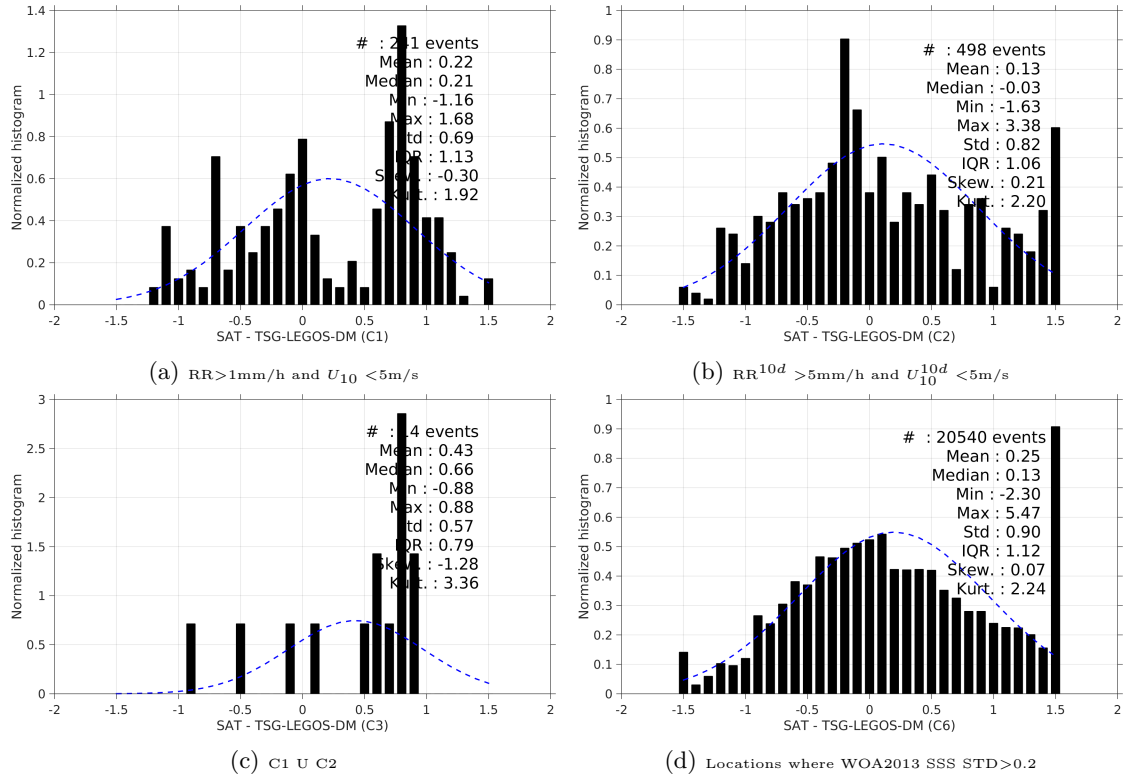 1.4
1.2
1
0.8
0.6
0.4
0.2
0
Normalized histogram
# : 241 events
Mean : 0.22
Median : 0.21
Min : -1.16
Max : 1.68
Std : 0.69
IQR : 1.13
Skew. : -0.30
Kurt. : 1.92
-2 -1.5 -1 -0.5 0 0.5 1 1.5 2
SAT - TSG-LEGOS-DM (C1)
(a) RR>1mm/h and U10 <5m/s
1
0.9
0.8
0.7
0.6
0.5
0.4
0.3
0.2
0.1
0
Normalized histogram
# : 498 events
Mean : 0.13
Median : -0.03
Min : -1.63
Max : 3.38
Std : 0.82
IQR : 1.06
Skew. : 0.21
Kurt. : 2.20
-2 -1.5 -1 -0.5 0 0.5 1 1.5 2
SAT - TSG-LEGOS-DM (C2)
(b) RR10d >5mm/h and U10d10 <5m/s
3
2.5
2
1.5
1
0.5
0
Normalized histogram
# : 14 events
Mean : 0.43
Median : 0.66
Min : -0.88
Max : 0.88
Std : 0.57
IQR : 0.79
Skew. : -1.28
Kurt. : 3.36
-2 -1.5 -1 -0.5 0 0.5 1 1.5 2
SAT - TSG-LEGOS-DM (C3)
(c) C1 U C2
1
0.9
0.8
0.7
0.6
0.5
0.4
0.3
0.2
0.1
0
Normalized histogram
# : 20540 events
Mean : 0.25
Median : 0.13
Min : -2.30
Max : 5.47
Std : 0.90
IQR : 1.12
Skew. : 0.07
Kurt. : 2.24
-2 -1.5 -1 -0.5 0 0.5 1 1.5 2
SAT - TSG-LEGOS-DM (C6)
(d) Locations where WOA2013 SSS STD>0.2